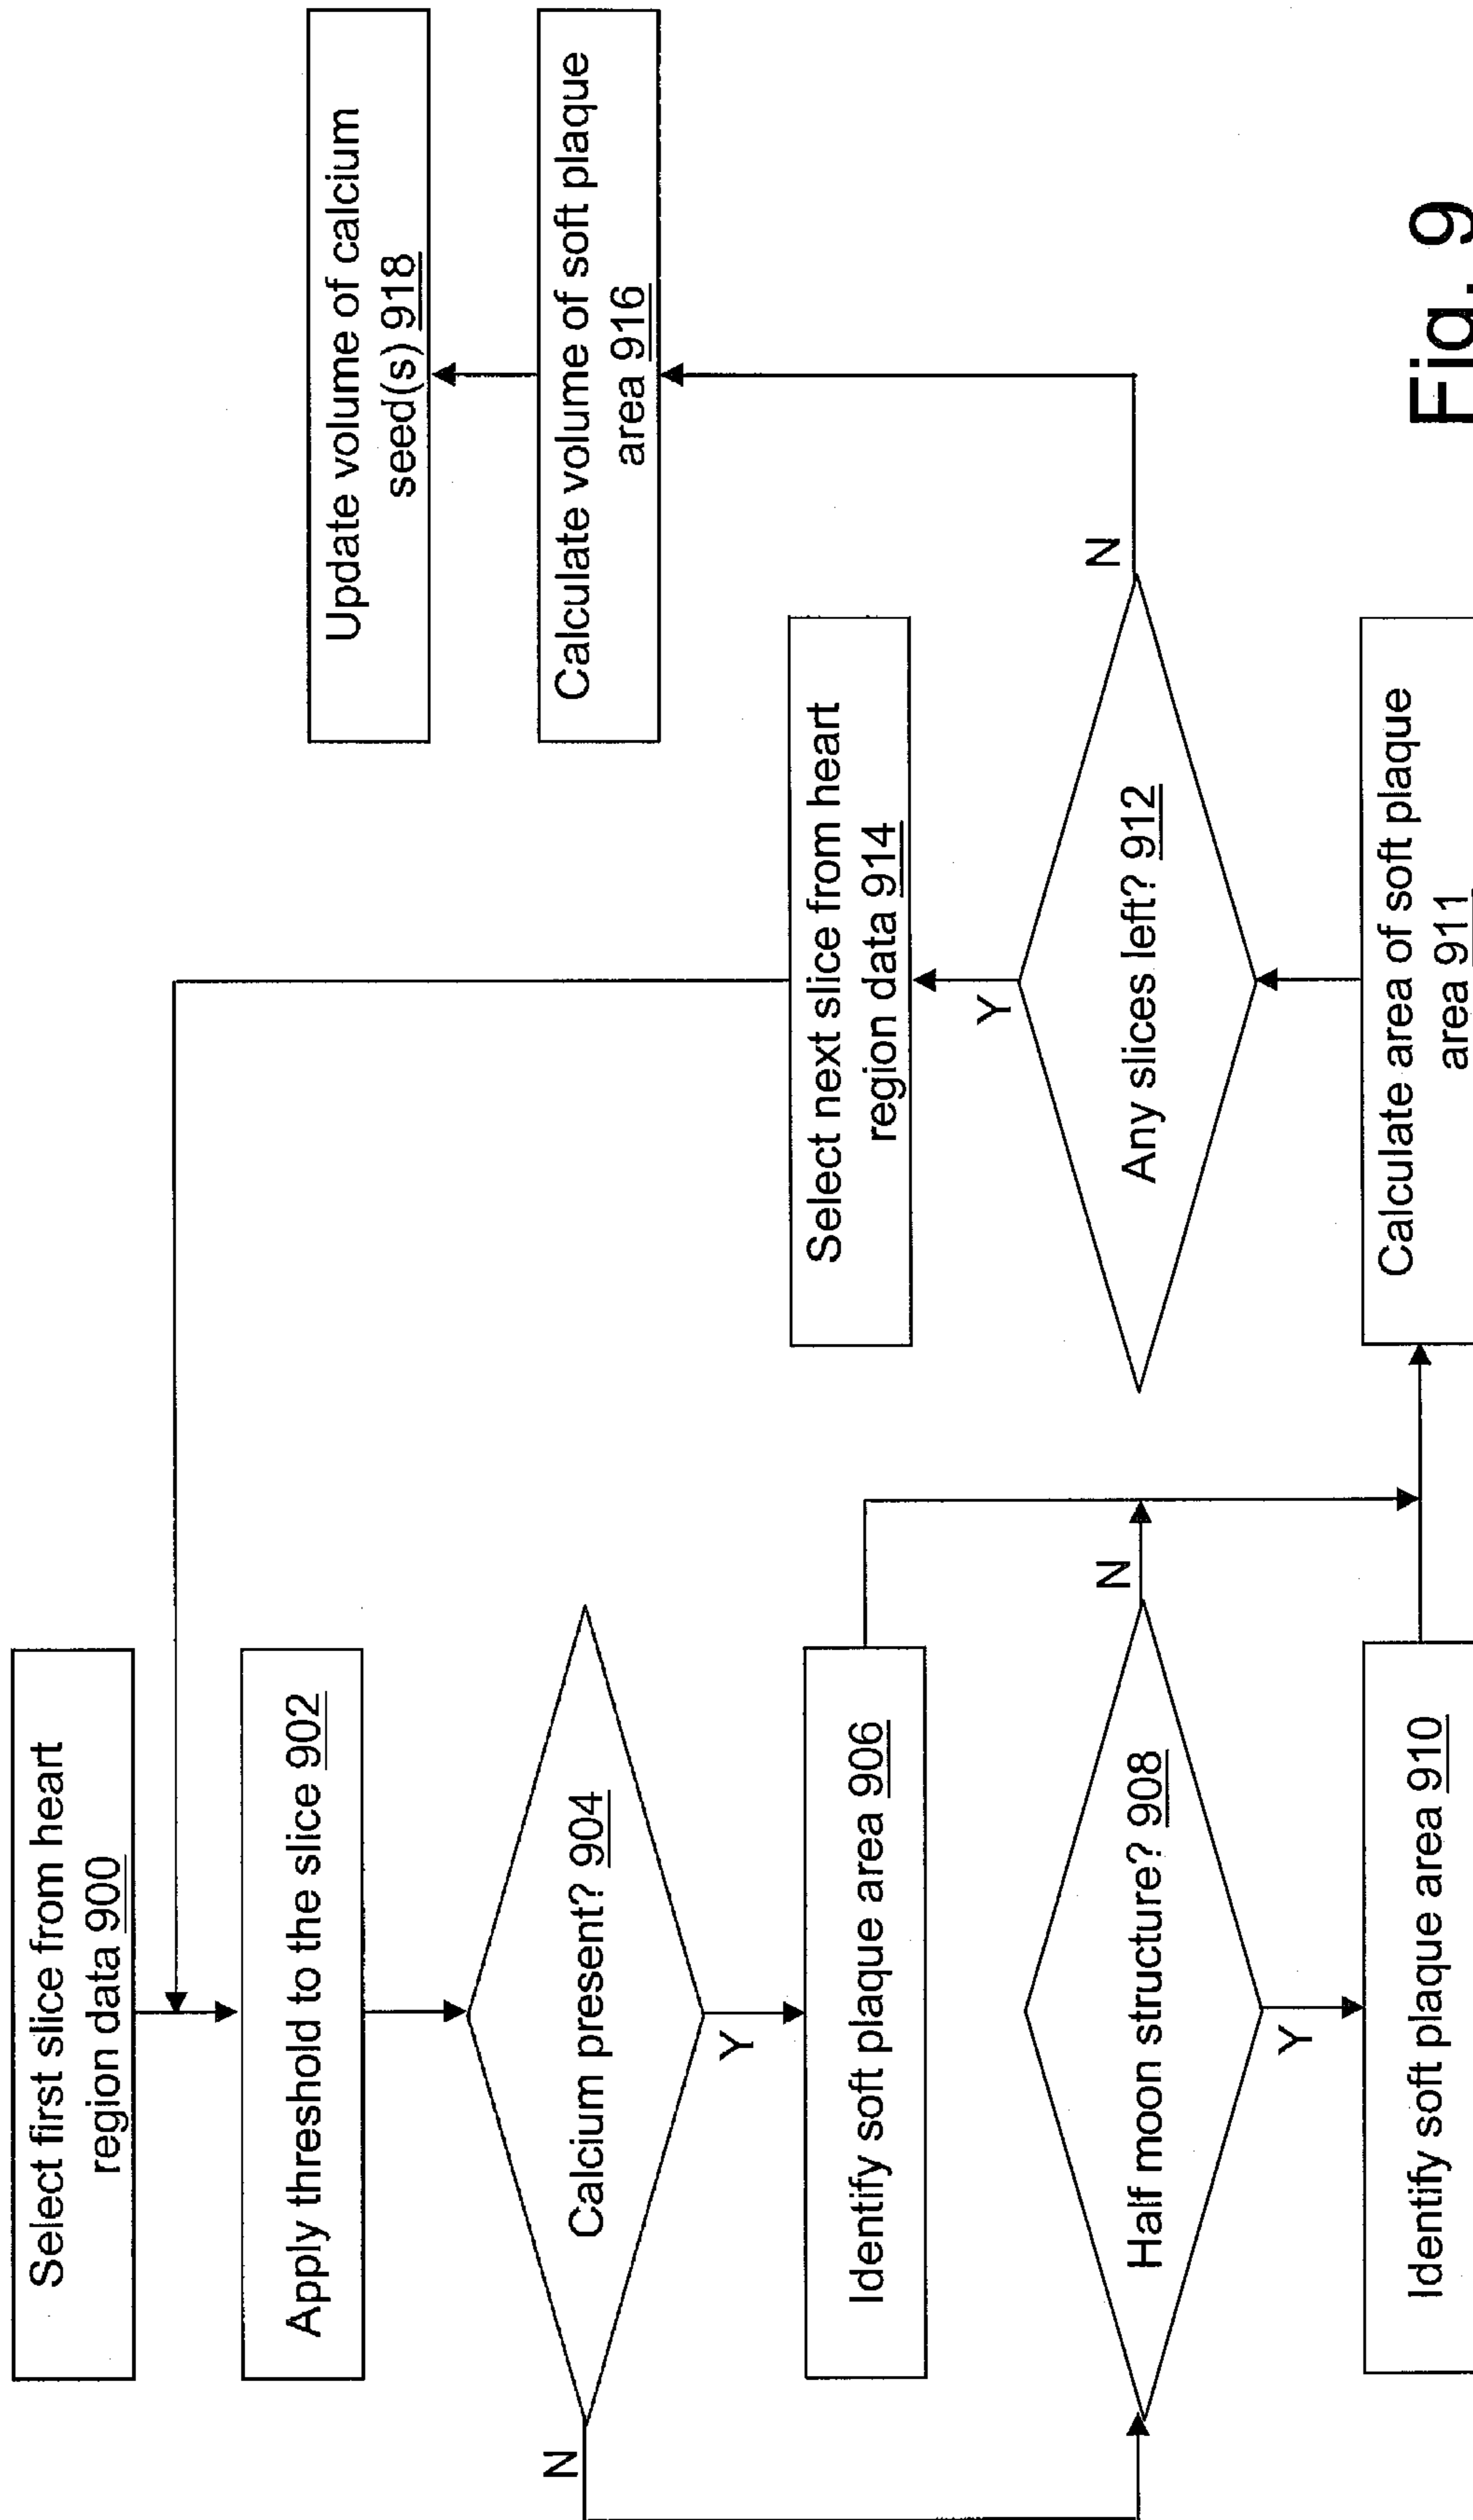 Select first slice from heart
region data 900
Apply threshold to the slice 902
Calcium present? 904
N
Y
Identify soft plaque area 906
Half moon structure? 908
N
Y
Identify soft plaque area 910
Calculate area of soft plaque
area 911
Any slices left? 912
Y
N
Select next slice from heart
region data 914
Calculate volume of soft plaque
area 916
Update volume of calcium
seed(s) 918
Fig. 9